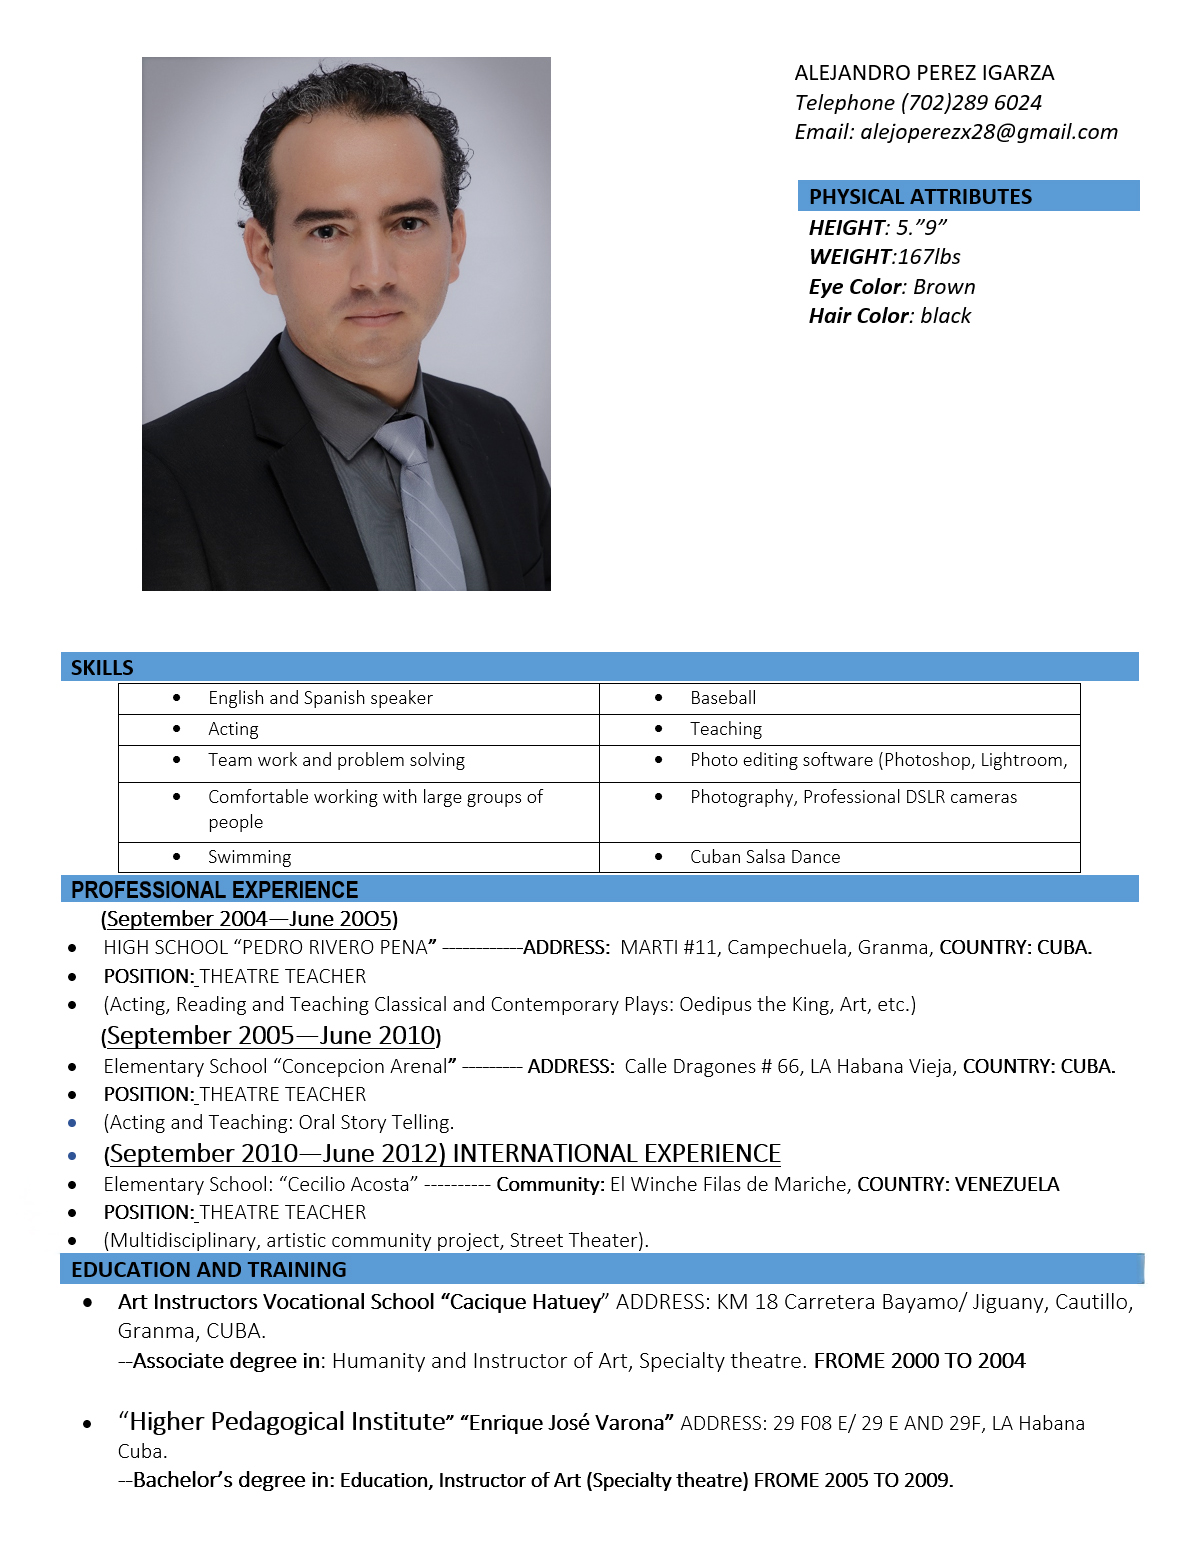 ALEJANDRO PEREZ IGARZA
Telephone (702)289 6024
Email: alejoperezx28@gmail.com
PHYSICAL ATTRIBUTES
HEIGHT: 5.”9”
WEIGHT:167lbs
Eye Color: Brown
Hair Color: black
SKILLS
• English and Spanish speaker • Baseball
• Acting • Teaching
• Team work and problem solving • Photo editing software (Photoshop, Lightroom,
• Comfortable working with large groups of • Photography, Professional DSLR cameras
people
• Swimming • Cuban Salsa Dance
PROFESSIONAL EXPERIENCE
(September 2004—June 20O5)
• HIGH SCHOOL “PEDRO RIVERO PENA” ------------ADDRESS: MARTI #11, Campechuela, Granma, COUNTRY: CUBA.
• POSITION: THEATRE TEACHER
• (Acting, Reading and Teaching Classical and Contemporary Plays: Oedipus the King, Art, etc.)
(September 2005—June 2010)
• Elementary School “Concepcion Arenal” --------- ADDRESS: Calle Dragones # 66, LA Habana Vieja, COUNTRY: CUBA.
• POSITION: THEATRE TEACHER
• (Acting and Teaching: Oral Story Telling.
• (September 2010—June 2012) INTERNATIONAL EXPERIENCE
• Elementary School: “Cecilio Acosta” ---------- Community: El Winche Filas de Mariche, COUNTRY: VENEZUELA
• POSITION: THEATRE TEACHER
• (Multidisciplinary, artistic community project, Street Theater).
EDUCATION AND TRAINING
• Art Instructors Vocational School “Cacique Hatuey” ADDRESS: KM 18 Carretera Bayamo/ Jiguany, Cautillo,
Granma, CUBA.
--Associate degree in: Humanity and Instructor of Art, Specialty theatre. FROME 2000 TO 2004
• “Higher Pedagogical Institute” “Enrique José Varona” ADDRESS: 29 F08 E/ 29 E AND 29F, LA Habana
Cuba.
--Bachelor’s degree in: Education, Instructor of Art (Specialty theatre) FROME 2005 TO 2009.